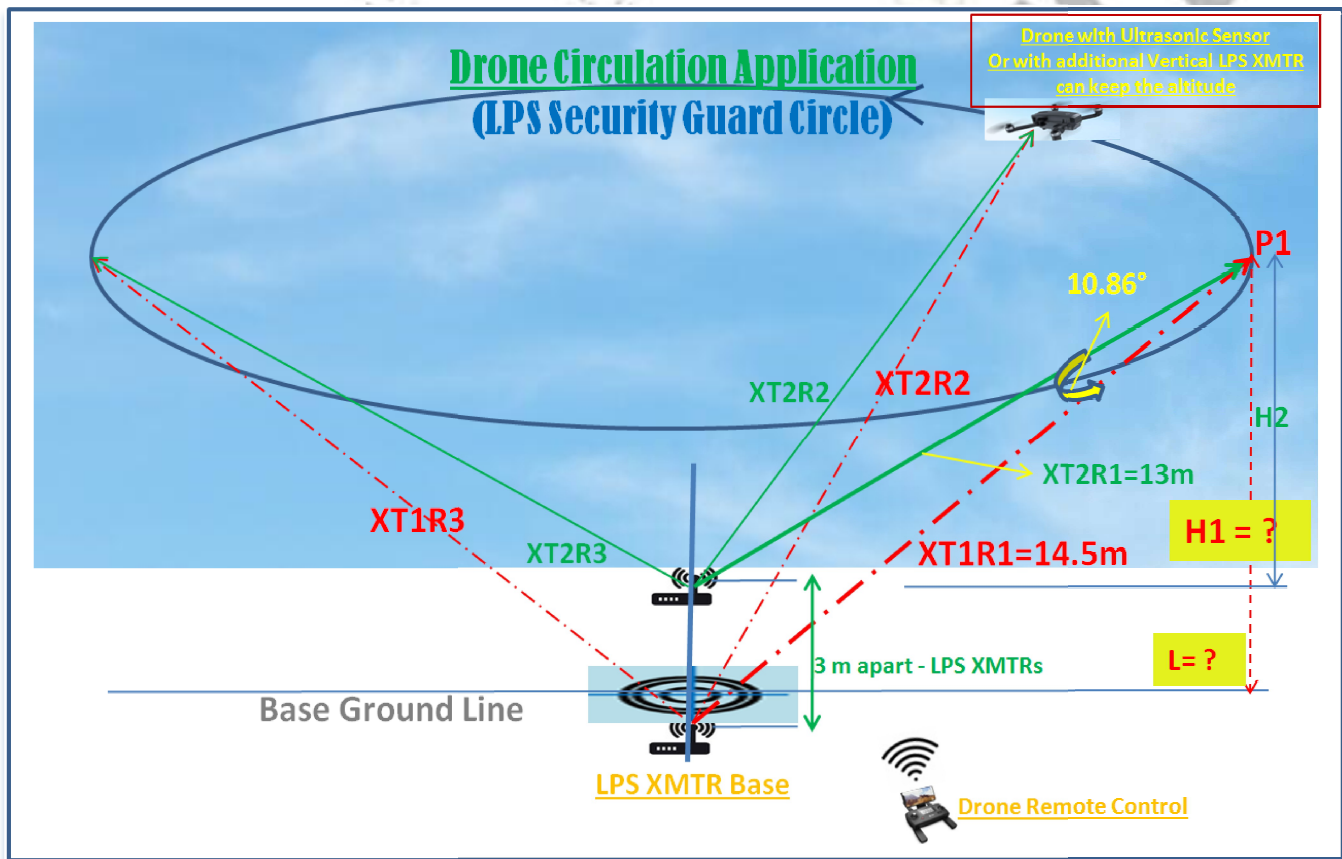 Drone with Ultrasonic Sensor
Or with additional Vertical LPS XMTR
can keep the altitude
Drone Circulation Application
(LPS Security Guard Circle)
P1
10.86°
XT2R2
XT2R2
H2
XT2R1=13m
XT1R3
H1 = ?
XT2R3
XT1R1=14.5m
3 m apart - LPS XMTRs
L= ?
Base Ground Line
LPS XMTR Base
Drone Remote Control